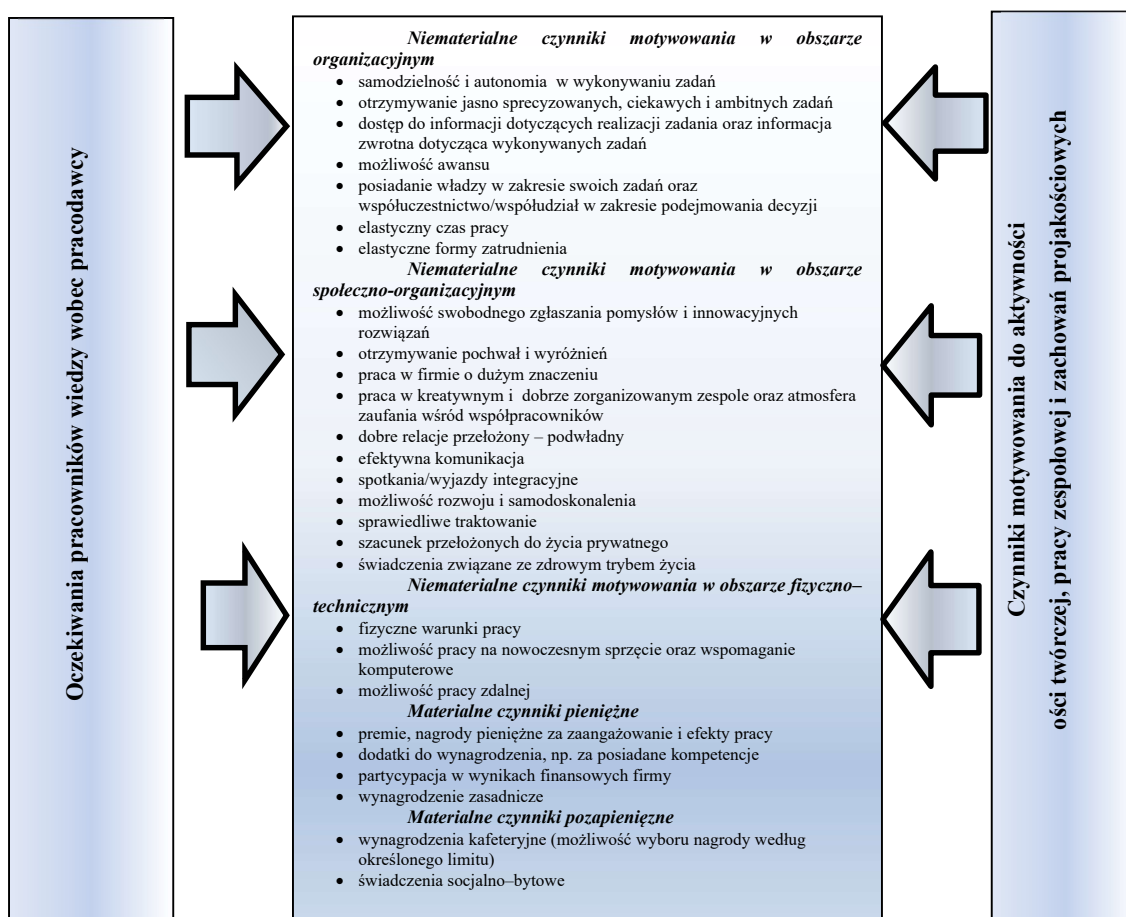 Oczekiwania pracowników wiedzy wobec pracodawcy
Niematerialne czynniki motywowania w obszarze
organizacyjnym
• samodzielność i autonomia w wykonywaniu zadań
• otrzymywanie jasno sprecyzowanych, ciekawych i ambitnych zadań
• dostęp do informacji dotyczących realizacji zadania oraz informacja
zwrotna dotycząca wykonywanych zadań
• możliwość awansu
• posiadanie władzy w zakresie swoich zadań oraz
współuczestnictwo/współudział w zakresie podejmowania decyzji
• elastyczny czas pracy
• elastyczne formy zatrudnienia
Niematerialne czynniki motywowania w obszarze
społeczno-organizacyjnym
• możliwość swobodnego zgłaszania pomysłów i innowacyjnych
rozwiązań
• otrzymywanie pochwał i wyróżnień
• praca w firmie o dużym znaczeniu
• praca w kreatywnym i dobrze zorganizowanym zespole oraz atmosfera
zaufania wśród współpracowników
• dobre relacje przełożony – podwładny
• efektywna komunikacja
• spotkania/wyjazdy integracyjne
• możliwość rozwoju i samodoskonalenia
• sprawiedliwe traktowanie
• szacunek przełożonych do życia prywatnego
• świadczenia związane ze zdrowym trybem życia
Niematerialne czynniki motywowania w obszarze fizyczno–
technicznym
• fizyczne warunki pracy
• możliwość pracy na nowoczesnym sprzęcie oraz wspomaganie
komputerowe
• możliwość pracy zdalnej
Materialne czynniki pieniężne
• premie, nagrody pieniężne za zaangażowanie i efekty pracy
• dodatki do wynagrodzenia, np. za posiadane kompetencje
• partycypacja w wynikach finansowych firmy
• wynagrodzenie zasadnicze
Materialne czynniki pozapienięzne
• wynagrodzenia kafeteryjne (możliwość wyboru nagrody według
określonego limitu)
• świadczenia socjalno–bytowe
Czynniki motywowania do aktywności
ości twórczej, pracy zespołowej i zachowań projakościowych